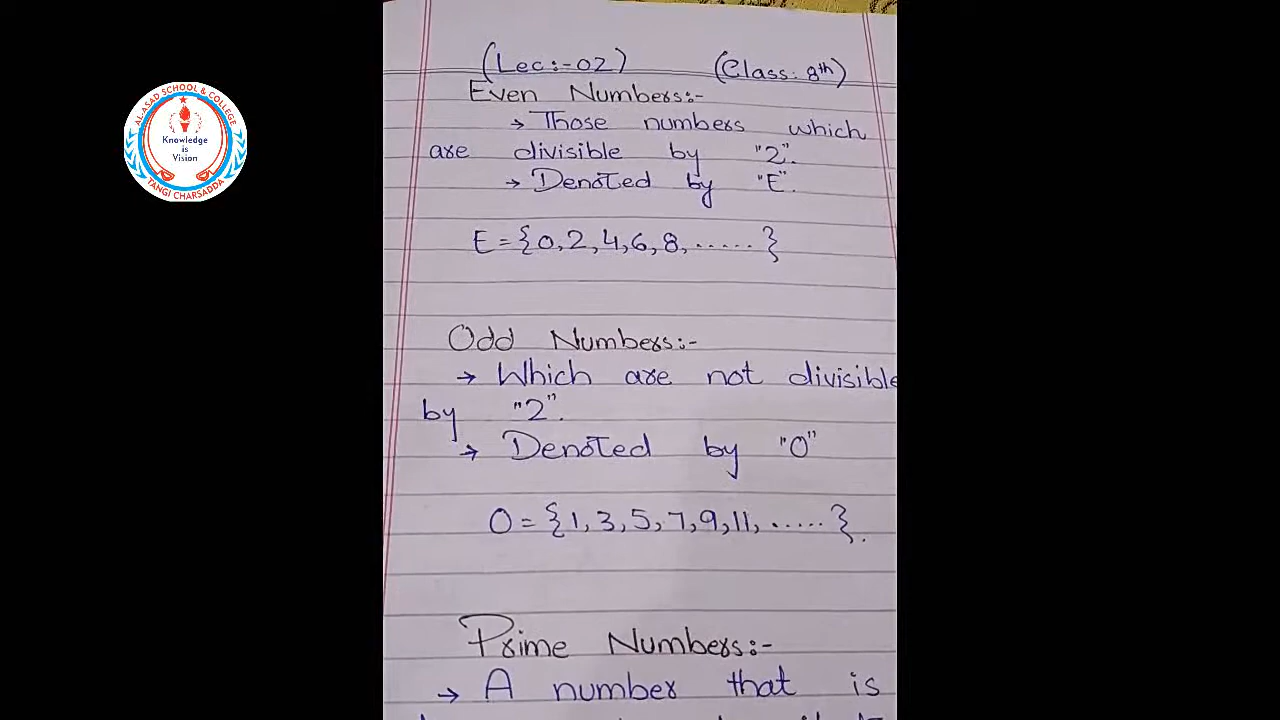 AL-ASAD SCHOOL & COLLEGE
Knowledge
is
Vision
TANGI CHARSADDA
(Lec:-02) (Class: 8th)
Even Numbers:-
→ Those numbers which
are divisible by "2".
→ Denoted by "E".
E = {0, 2, 4, 6, 8, ......}
Odd Numbers:-
→ Which are not divisible
by "2".
→ Denoted by "O"
O = {1, 3, 5, 7, 9, 11, ......}.
Prime Numbers:-
→ A number that is